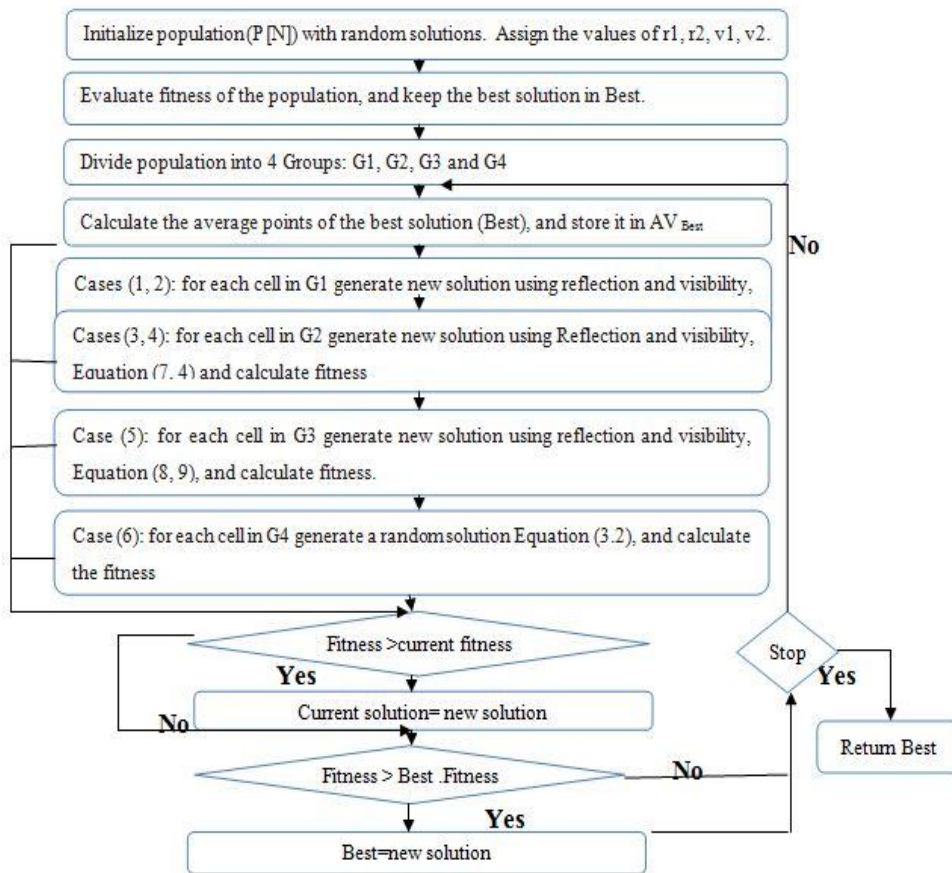 Initialize population(P[N]) with random solutions. Assign the values of r1, r2, v1, v2.
Evaluate fitness of the population, and keep the best solution in Best.
Divide population into 4 Groups: G1, G2, G3 and G4
Calculate the average points of the best solution (Best), and store it in AV Best
No
Cases (1, 2): for each cell in G1 generate new solution using reflection and visibility,
Cases (3, 4): for each cell in G2 generate new solution using Reflection and visibility,
Equation (7, 4) and calculate fitness
Case (5): for each cell in G3 generate new solution using reflection and visibility,
Equation (8, 9), and calculate fitness.
Case (6): for each cell in G4 generate a random solution Equation (3.2), and calculate
the fitness
Fitness >current fitness
Stop
Yes
Yes
Current solution= new solution
No
Return Best
Fitness > Best .Fitness
No
Yes
Best=new solution